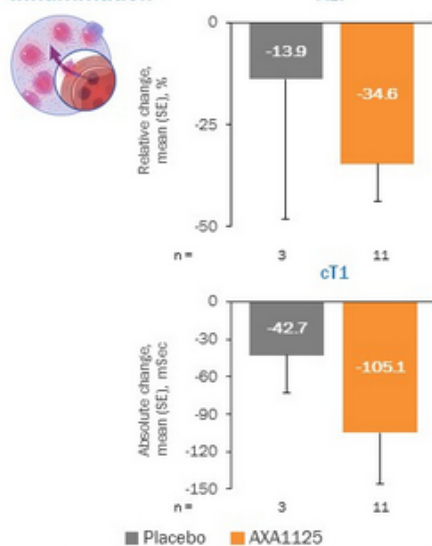 0
-13.9
-34.6
-25
-50
Relative change,
mean (SE), %
n = 3 11
cT1
0
-42.7
-30
-60
-105.1
-90
-120
-150
Absolute change,
mean (SE), mSec
n = 3 11
Placebo AXA1125